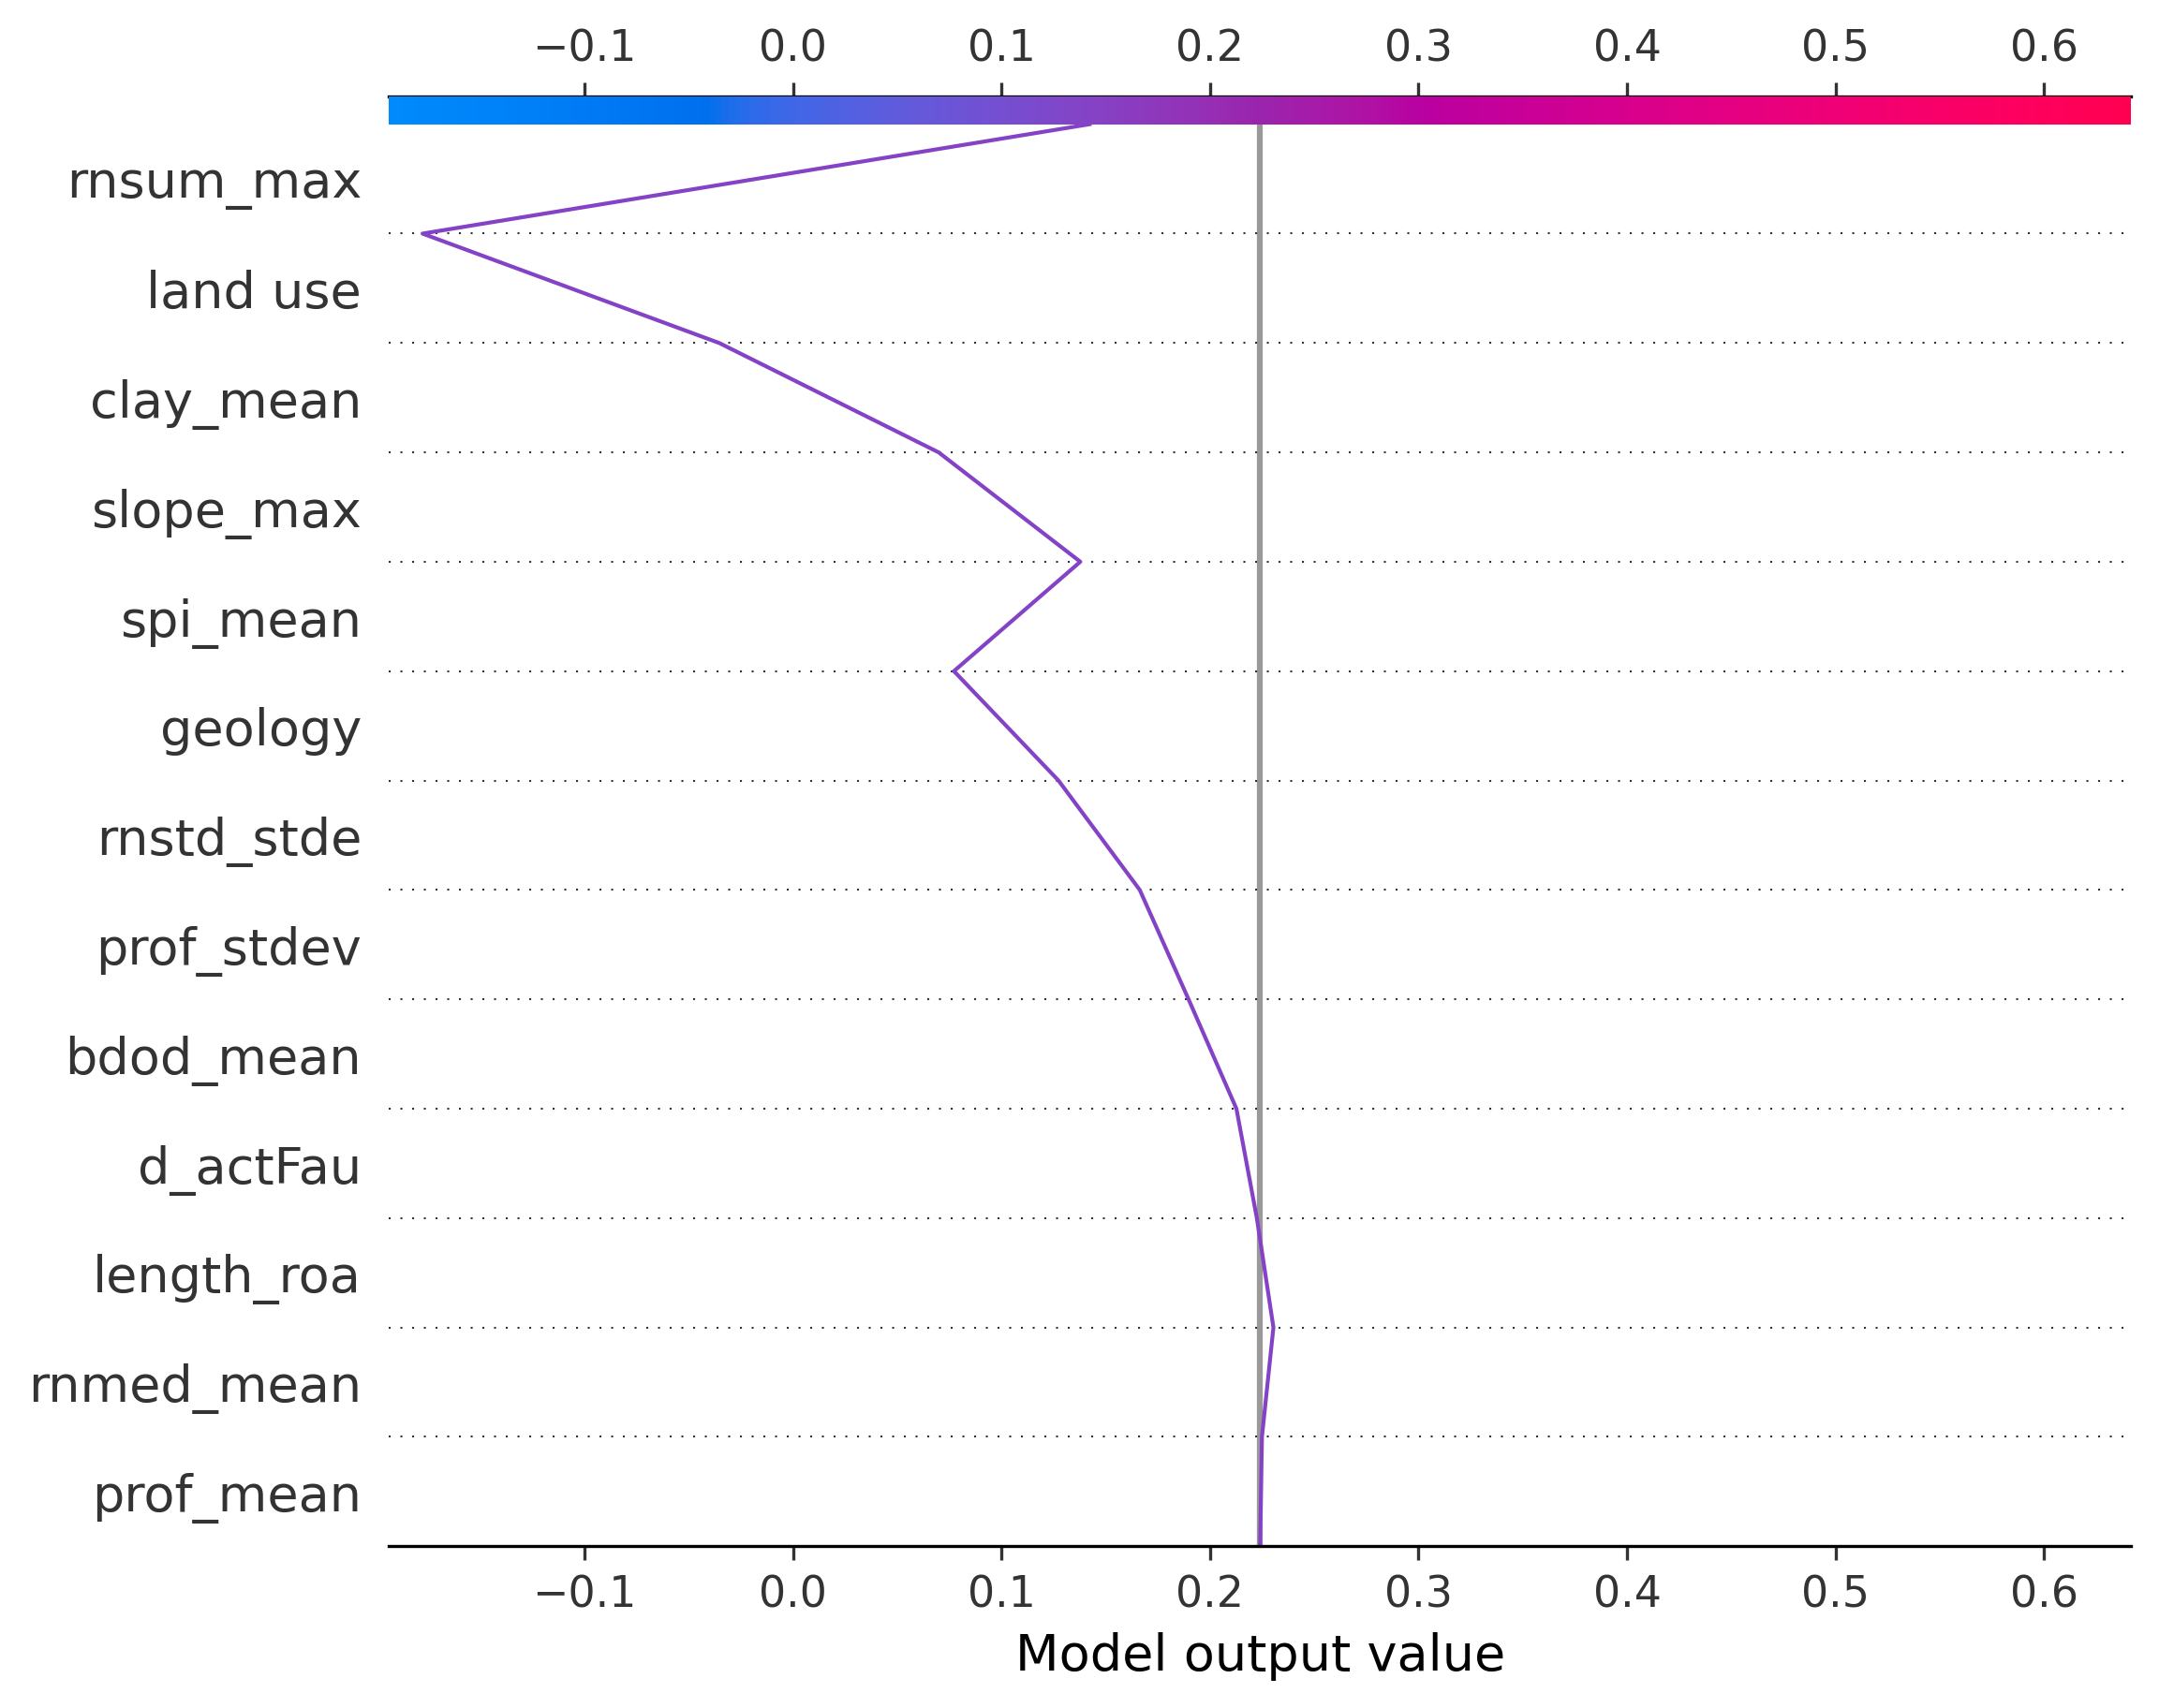 −0.1 0.0 0.1 0.2 0.3 0.4 0.5 0.6
rnsum_max
land use
clay_mean
slope_max
spi_mean
geology
rnstd_stde
prof_stdev
bdod_mean
d_actFau
length_roa
rnmed_mean
prof_mean
−0.1 0.0 0.1 0.2 0.3 0.4 0.5 0.6
Model output value